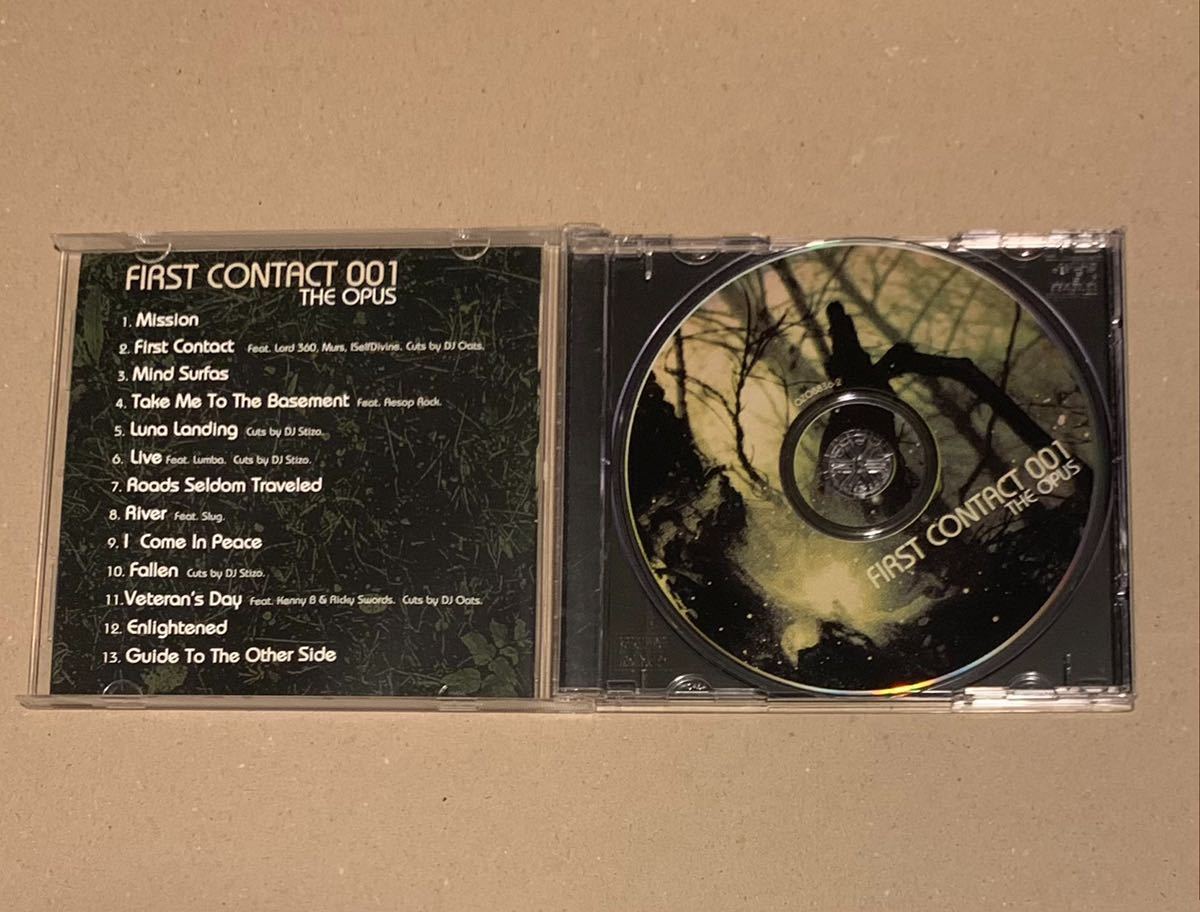 FIRST CONTACT 001
THE OPUS
1. Mission
2. First Contact Feat. Lord 360, Murs, ISelfDivine. Cuts by DJ Oats.
3. Mind Surfas
4. Take Me To The Basement Feat. Aesop Rock.
5. Luna Landing Cuts by DJ Stizo.
6. Live Feat. Lumba. Cuts by DJ Stizo.
7. Roads Seldom Traveled
8. River Feat. Slug.
9. I Come In Peace
10. Fallen Cuts by DJ Stizo.
11. Veteran's Day Feat. Kenny B & Ricky Swords. Cuts by DJ Oats.
12. Enlightened
13. Guide To The Other Side
OZO8836-2
FIRST CONTACT 001
THE OPUS